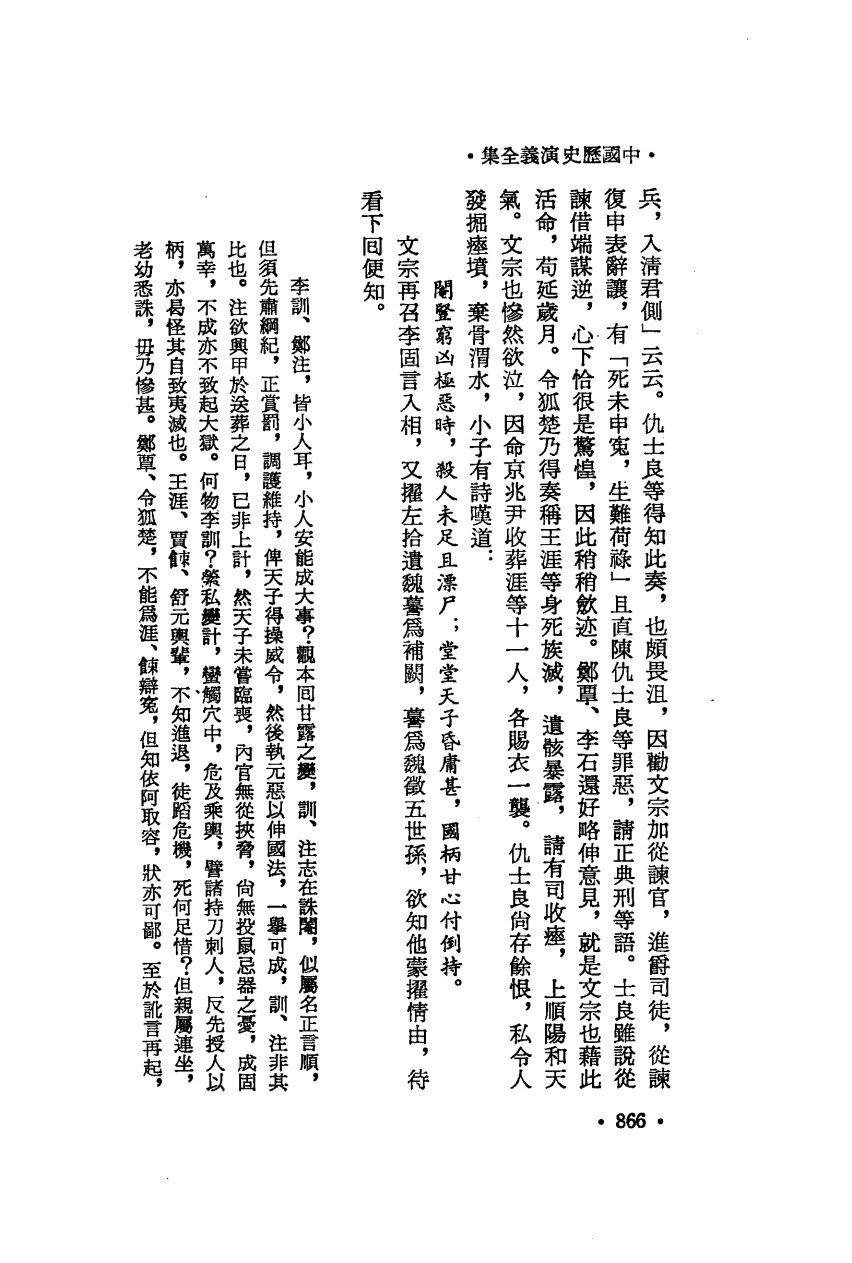 ・中國歷史演義全集・
兵，入清君側」云云。仇士良等得知此奏，也頗畏沮，因勸文宗加從諫官，進爵司徒，從諫
復申表辭讓，有「死未申寃，生難荷祿」且直陳仇士良等罪惡，請正典刑等語。士良雖說從
諫借端謀逆，心下恰很是驚惶，因此稍稍斂迹。鄭覃、李石還好略伸意見，就是文宗也藉此
活命，苟延歲月。令狐楚乃得奏稱王涯等身死族滅，遺骸暴露，請有司收瘞，上順陽和天
氣。文宗也慘然欲泣，因命京兆尹收葬涯等十一人，各賜衣一襲。仇士良尙存餘恨，私令人
發掘瘞墳，棄骨渭水，小子有詩嘆道：
閹豎窮凶極惡時，殺人未足且漂尸；堂堂天子昏庸甚，國柄甘心付倒持。
文宗再召李固言入相，又擢左拾遺魏謩爲補闕，謩爲魏徵五世孫，欲知他蒙擢情由，待
看下囘便知。
李訓、鄭注，皆小人耳，小人安能成大事？觀本囘甘露之變，訓、注志在誅閹，似屬名正言順，
但須先肅綱紀，正賞罰，調護維持，俾天子得操威令，然後執元惡以伸國法，一舉可成，訓、注非其
比也。注欲興甲於送葬之日，已非上計，然天子未嘗臨喪，內官無從挾脅，尙無投鼠忌器之憂，成固
萬幸，不成亦不致起大獄。何物李訓？縈私變計，蠻觸穴中，危及乘輿，譬諸持刀刺人，反先授人以
柄，亦曷怪其自致夷滅也。王涯、賈餗、舒元輿輩，不知進退，徒蹈危機，死何足惜？但親屬連坐，
老幼悉誅，毋乃慘甚。鄭覃、令狐楚，不能爲涯、餗辯寃，但知依阿取容，狀亦可鄙。至於訛言再起，
・866・